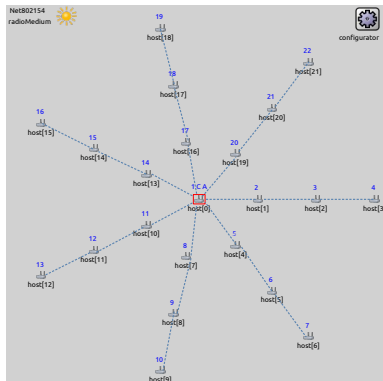 Net802154
radioMedium
configurator
19
host[18]
22
host[21]
18
host[17]
21
host[20]
16
host[15]
17
host[16]
15
host[14]
20
host[19]
14
host[13]
1 C A
host[0]
2
host[1]
3
host[2]
4
host[3
11
host[10]
5
host[4]
12
host[11]
8
host[7]
13
host[12]
6
host[5]
9
host[8]
7
host[6]
10
host[9]